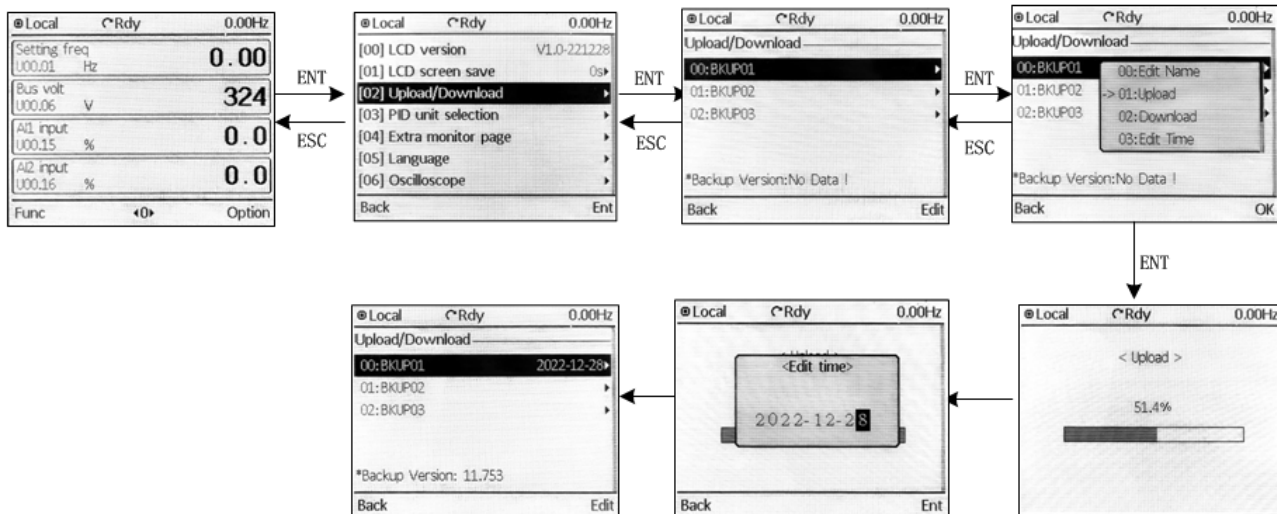 Local Rdy 0.00Hz
Setting freq
U00.01 Hz 0.00
Bus volt
U00.06 V 324
AI1 input
U00.15 % 0.0
AI2 input
U00.16 % 0.0
Func ◂0▸ Option
ENT
ESC
Local Rdy 0.00Hz
[00] LCD version V1.0-221228
[01] LCD screen save 0s
[02] Upload/Download
[03] PID unit selection
[04] Extra monitor page
[05] Language
[06] Oscilloscope
Back Ent
ENT
ESC
Local Rdy 0.00Hz
Upload/Download
00:BKUP01
01:BKUP02
02:BKUP03
*Backup Version:No Data !
Back Edit
ENT
ESC
Local Rdy 0.00Hz
Upload/Download
00:BKUP01
01:BKUP02
02:BKUP03
00:Edit Name
-> 01:Upload
02:Download
03:Edit Time
*Backup Version:No Data !
Back OK
ENT
Local Rdy 0.00Hz
< Upload >
51.4%
Local Rdy 0.00Hz
<Edit time>
2022-12-28
Back Ent
Local Rdy 0.00Hz
Upload/Download
00:BKUP01 2022-12-28
01:BKUP02
02:BKUP03
*Backup Version: 11.753
Back Edit